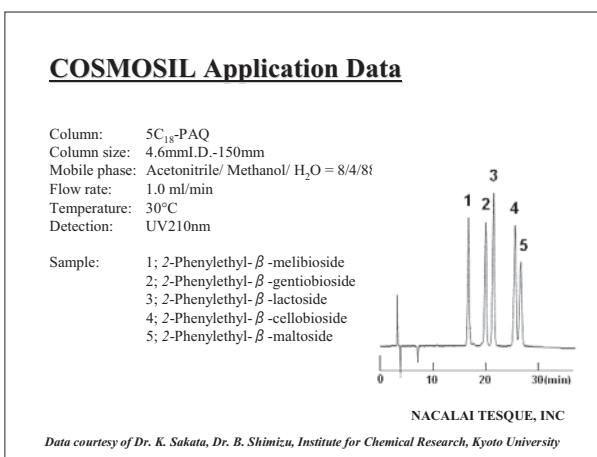 COSMOSIL Application Data
Column: 5C18-PAQ
Column size: 4.6mmI.D.-150mm
Mobile phase: Acetonitrile/ Methanol/ H2O = 8/4/88
Flow rate: 1.0 ml/min
Temperature: 30°C
Detection: UV210nm
Sample: 1; 2-Phenylethyl-β-melibioside
2; 2-Phenylethyl-β-gentiobioside
3; 2-Phenylethyl-β-lactoside
4; 2-Phenylethyl-β-cellobioside
5; 2-Phenylethyl-β-maltoside
1 2 3 4 5
0 10 20 30(min)
NACALAI TESQUE, INC
Data courtesy of Dr. K. Sakata, Dr. B. Shimizu, Institute for Chemical Research, Kyoto University